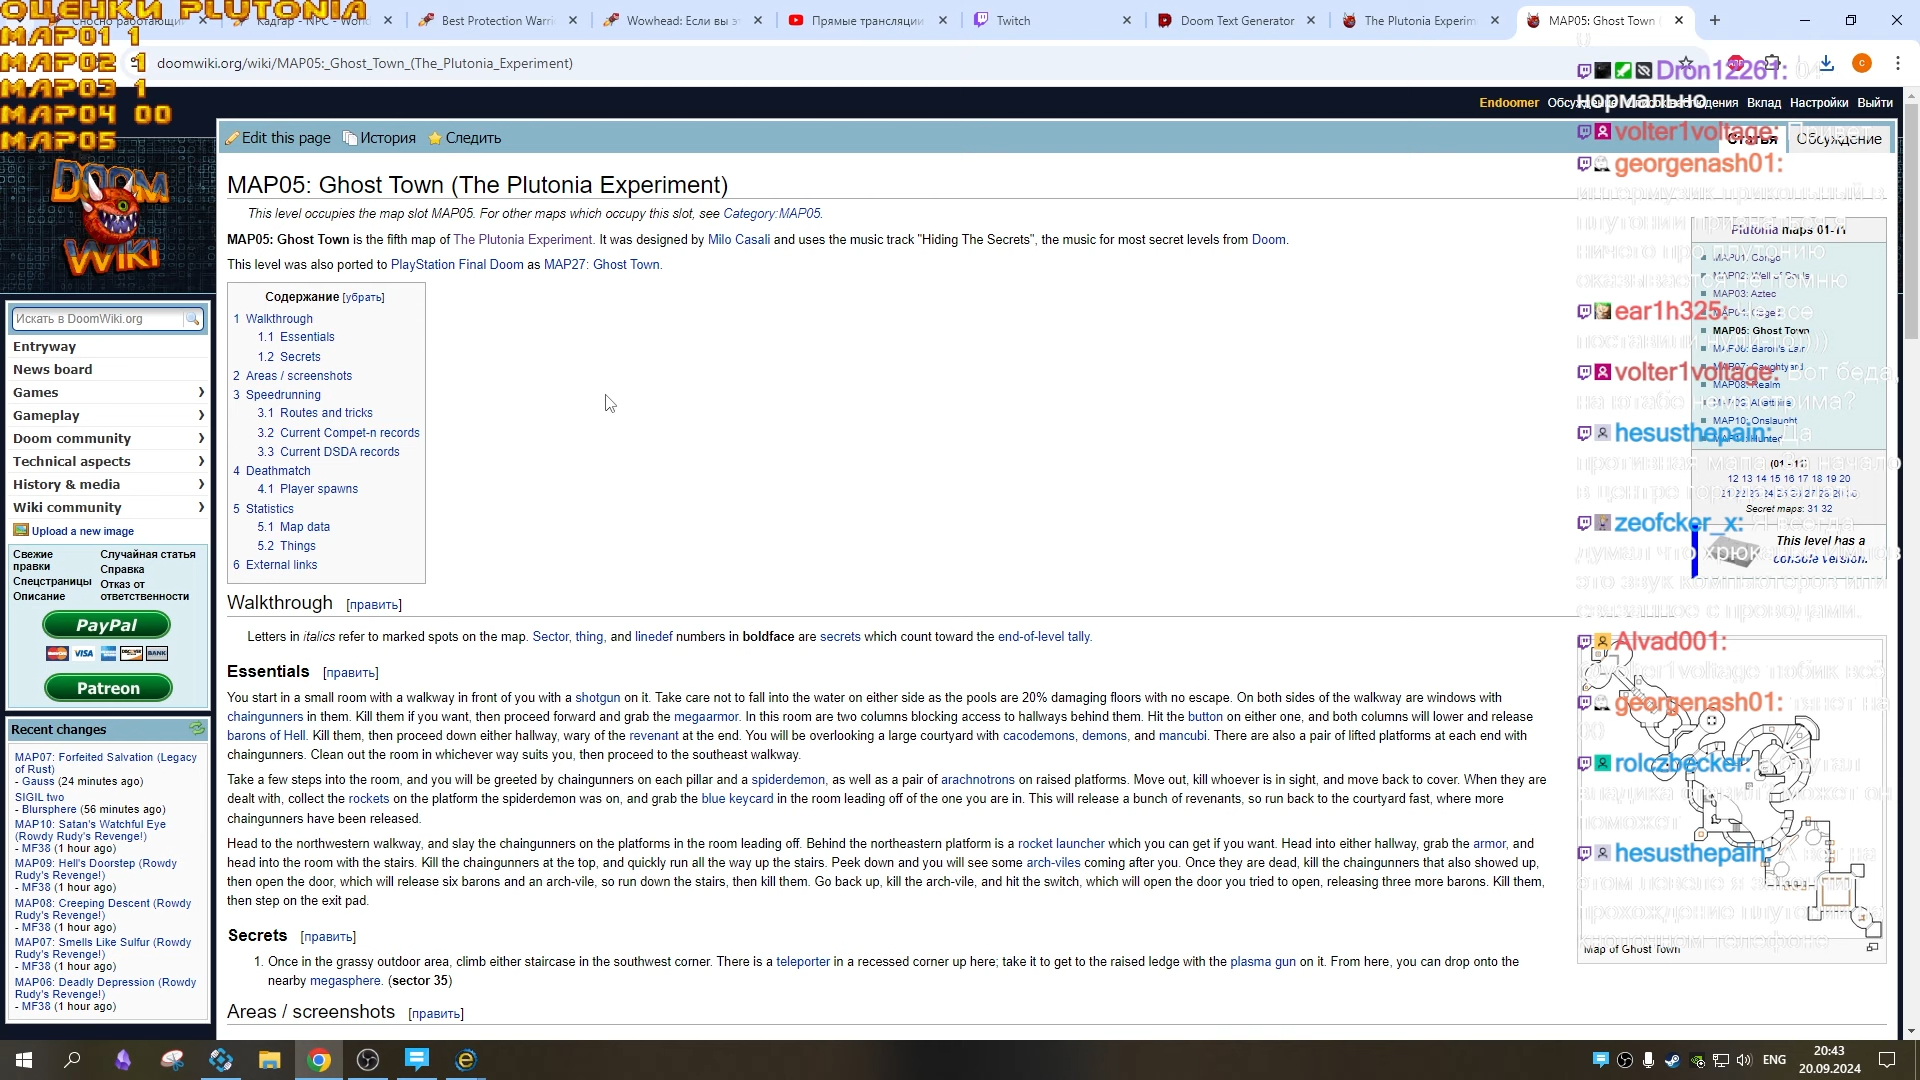 ОЦЕНКИ PLUTONIA
MAP01 1
MAP02 1
MAP03 1
MAP04 00
MAP05
Best Protection Warri
Wowhead: Если вы э
Прямые трансляции
Twitch
Doom Text Generator
The Plutonia Experim
MAP05: Ghost Town (
doomwiki.org/wiki/MAP05:_Ghost_Town_(The_Plutonia_Experiment)
Endoomer Обсуждение Список наблюдения Вклад Настройки Выйти
Edit this page История Следить
Статья Обсуждение
DOOM WIKI
MAP05: Ghost Town (The Plutonia Experiment)
This level occupies the map slot MAP05. For other maps which occupy this slot, see Category:MAP05.
MAP05: Ghost Town is the fifth map of The Plutonia Experiment. It was designed by Milo Casali and uses the music track "Hiding The Secrets", the music for most secret levels from Doom.
This level was also ported to PlayStation Final Doom as MAP27: Ghost Town.
Содержание [убрать]
1 Walkthrough
1.1 Essentials
1.2 Secrets
2 Areas / screenshots
3 Speedrunning
3.1 Routes and tricks
3.2 Current Compet-n records
3.3 Current DSDA records
4 Deathmatch
4.1 Player spawns
5 Statistics
5.1 Map data
5.2 Things
6 External links
Walkthrough [править]
Letters in italics refer to marked spots on the map. Sector, thing, and linedef numbers in boldface are secrets which count toward the end-of-level tally.
Essentials [править]
You start in a small room with a walkway in front of you with a shotgun on it. Take care not to fall into the water on either side as the pools are 20% damaging floors with no escape. On both sides of the walkway are windows with
chaingunners in them. Kill them if you want, then proceed forward and grab the megaarmor. In this room are two columns blocking access to hallways behind them. Hit the button on either one, and both columns will lower and release
barons of Hell. Kill them, then proceed down either hallway, wary of the revenant at the end. You will be overlooking a large courtyard with cacodemons, demons, and mancubi. There are also a pair of lifted platforms at each end with
chaingunners. Clean out the room in whichever way suits you, then proceed to the southeast walkway.
Take a few steps into the room, and you will be greeted by chaingunners on each pillar and a spiderdemon, as well as a pair of arachnotrons on raised platforms. Move out, kill whoever is in sight, and move back to cover. When they are
dealt with, collect the rockets on the platform the spiderdemon was on, and grab the blue keycard in the room leading off of the one you are in. This will release a bunch of revenants, so run back to the courtyard fast, where more
chaingunners have been released.
Head to the northwestern walkway, and slay the chaingunners on the platforms in the room leading off. Behind the northeastern platform is a rocket launcher which you can get if you want. Head into either hallway, grab the armor, and
head into the room with the stairs. Kill the chaingunners at the top, and quickly run all the way up the stairs. Peek down and you will see some arch-viles coming after you. Once they are dead, kill the chaingunners that also showed up,
then open the door, which will release six barons and an arch-vile, so run down the stairs, then kill them. Go back up, kill the arch-vile, and hit the switch, which will open the door you tried to open, releasing three more barons. Kill them,
then step on the exit pad.
Secrets [править]
1. Once in the grassy outdoor area, climb either staircase in the southwest corner. There is a teleporter in a recessed corner up here; take it to get to the raised ledge with the plasma gun on it. From here, you can drop onto the
nearby megasphere. (sector 35)
Areas / screenshots [править]
Искать в DoomWiki.org
Entryway
News board
Games
Gameplay
Doom community
Technical aspects
History & media
Wiki community
Upload a new image
Свежие правки
Спецстраницы
Описание
Случайная статья
Справка
Отказ от ответственности
PayPal
VISA
BANK
Patreon
Recent changes
MAP07: Forfeited Salvation (Legacy
of Rust)
- Gauss (24 minutes ago)
SIGIL two
- Blursphere (56 minutes ago)
MAP10: Satan's Watchful Eye
(Rowdy Rudy's Revenge!)
- MF38 (1 hour ago)
MAP09: Hell's Doorstep (Rowdy
Rudy's Revenge!)
- MF38 (1 hour ago)
MAP08: Creeping Descent (Rowdy
Rudy's Revenge!)
- MF38 (1 hour ago)
MAP07: Smells Like Sulfur (Rowdy
Rudy's Revenge!)
- MF38 (1 hour ago)
MAP06: Deadly Depression (Rowdy
Rudy's Revenge!)
- MF38 (1 hour ago)
Plutonia maps 01-11
MAP03: Aztec
MAP05: Ghost Town
MAP10: Onslaught
12 13 14 15 16 17 18 19 20
Secret maps: 31 32
This level has a
console version.
Map of Ghost Town
Dron12261:
нормально
volter1voltage: Привет
georgenash01:
ear1h325: Не все
volter1voltage: Вот беда,
hesusthepain: Да
zeofcker_x: Я всегда
Alvad001:
georgenash01:
rolczbecker:
hesusthepain:
ENG
20:43
20.09.2024